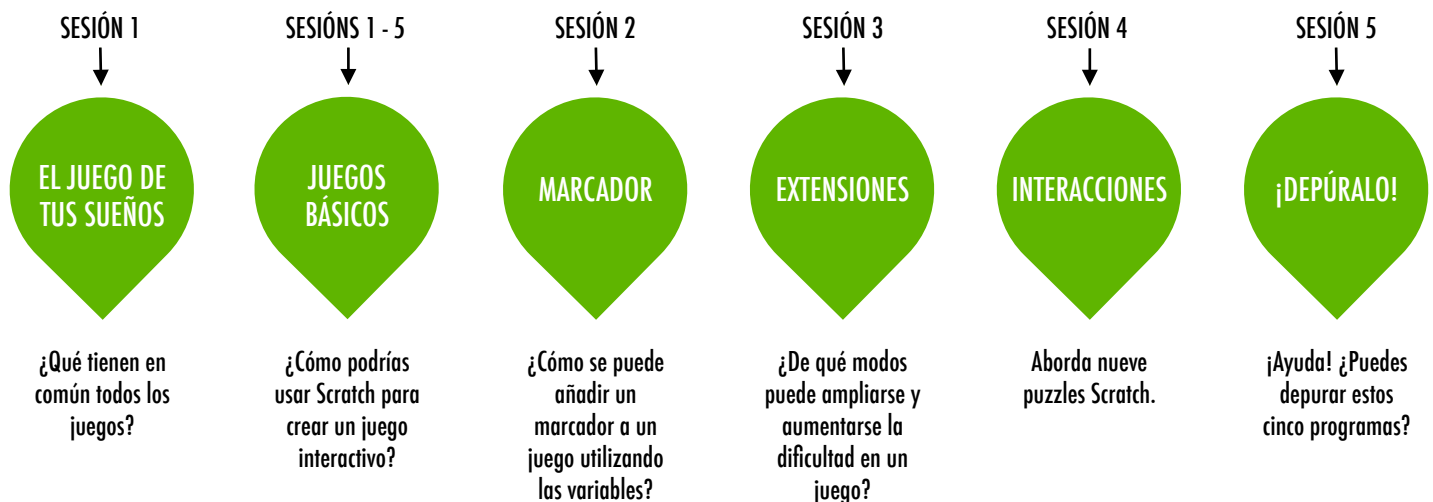 SESIÓN 1
EL JUEGO DE
TUS SUEÑOS
¿Qué tienen en
común todos los
juegos?
SESIÓNS 1 - 5
JUEGOS
BÁSICOS
¿Cómo podrías
usar Scratch para
crear un juego
interactivo?
SESIÓN 2
MARCADOR
¿Cómo se puede
añadir un
marcador a un
juego utilizando
las variables?
SESIÓN 3
EXTENSIONES
¿De qué modos
puede ampliarse y
aumentarse la
dificultad en un
juego?
SESIÓN 4
INTERACCIONES
Aborda nueve
puzzles Scratch.
SESIÓN 5
¡DEPÚRALO!
¡Ayuda! ¿Puedes
depurar estos
cinco programas?